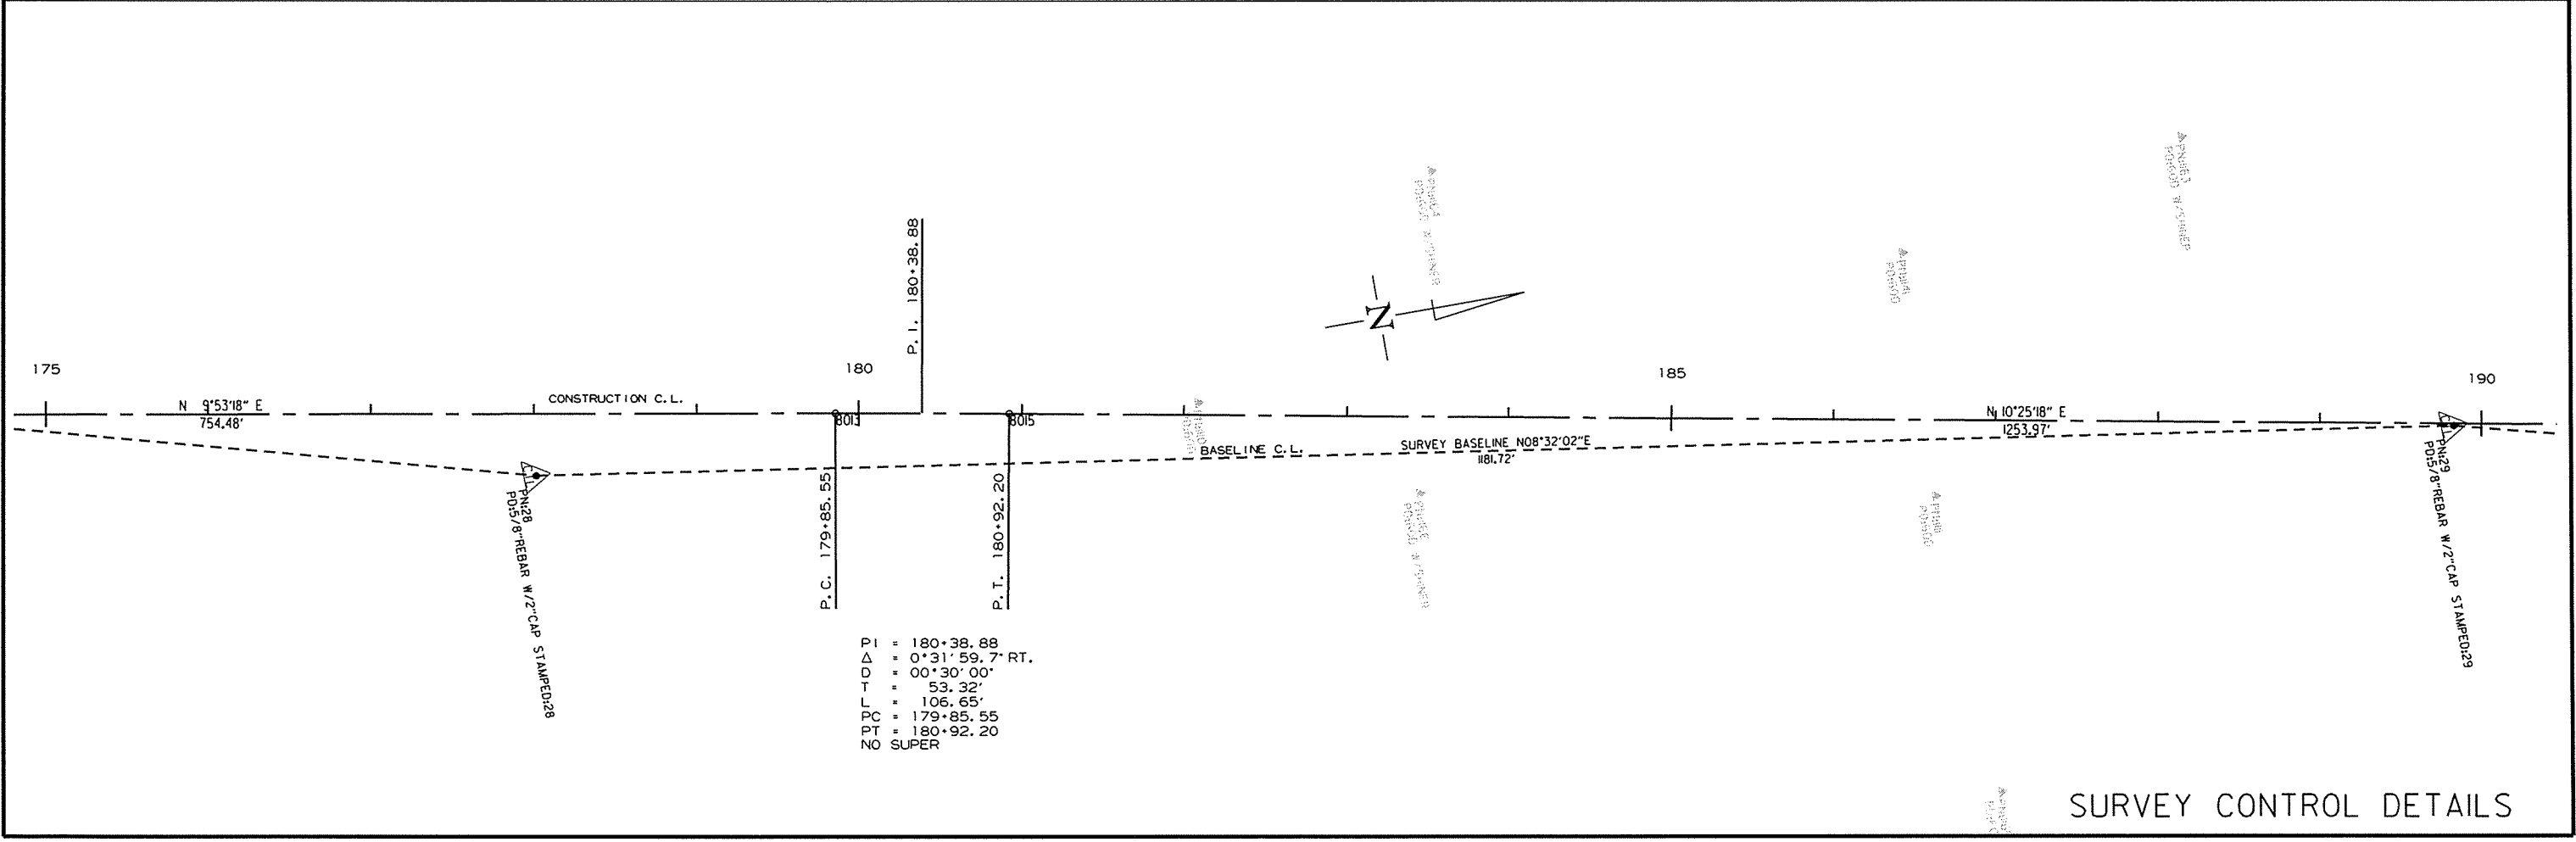 P. I. 180+38.88
N
175
180
185
190
N 9°53'18" E
754.48'
CONSTRUCTION C.L.
8013
8015
N 10°25'18" E
1253.97'
BASELINE C.L.
SURVEY BASELINE N08°32'02"E
1181.72'
PN:28
PD:5/8"REBAR W/2"CAP STAMPED:28
P.C. 179+85.55
P.T. 180+92.20
PN:29
PD:5/8"REBAR W/2"CAP STAMPED:29
PI = 180+38.88
Δ = 0°31'59.7" RT.
D = 00°30'00"
T = 53.32'
L = 106.65'
PC = 179+85.55
PT = 180+92.20
NO SUPER
SURVEY CONTROL DETAILS